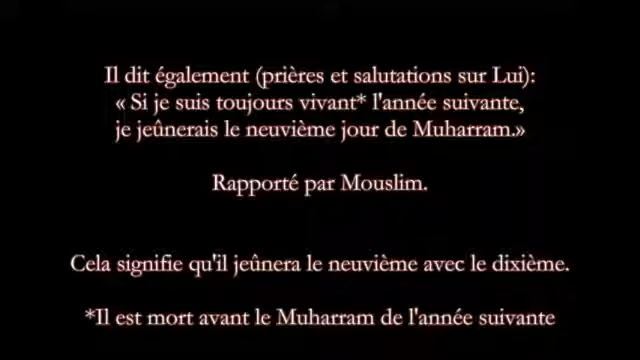 Il dit également (prières et salutations sur Lui):
« Si je suis toujours vivant* l'année suivante,
je jeûnerais le neuvième jour de Muharram.»
Rapporté par Mouslim.
Cela signifie qu'il jeûnera le neuvième avec le dixième.
*Il est mort avant le Muharram de l'année suivante